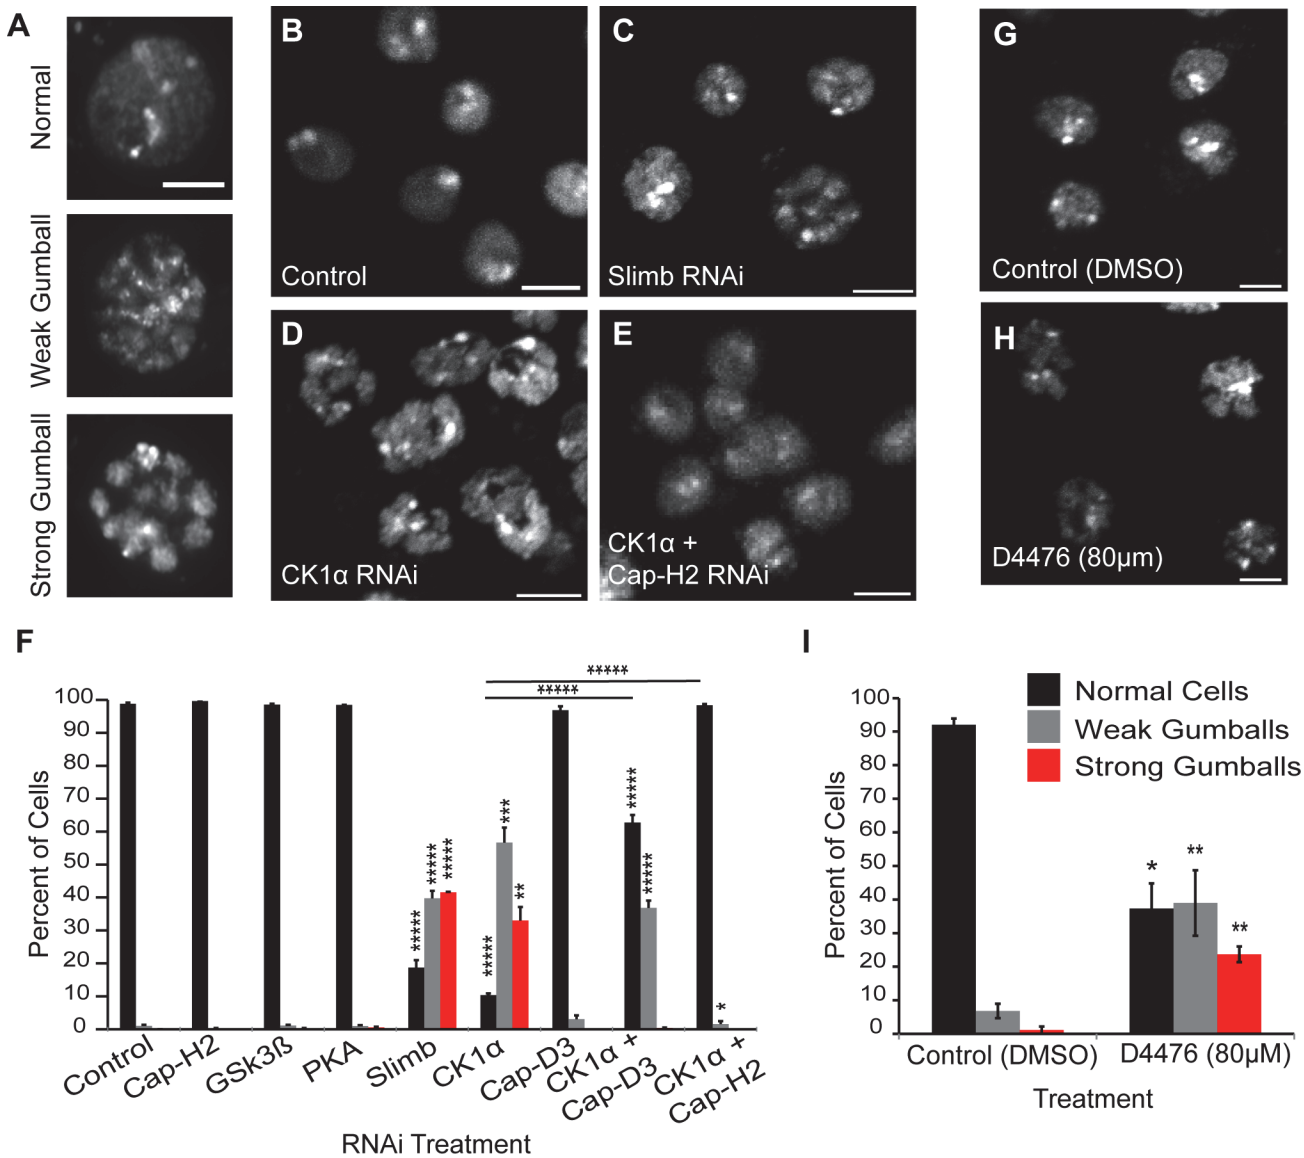 A
Normal
Weak Gumball
Strong Gumball
B
Control
C
Slimb RNAi
D
CK1α RNAi
E
CK1α +
Cap-H2 RNAi
G
Control (DMSO)
H
D4476 (80µm)
F
Percent of Cells
100
90
80
70
60
50
40
30
20
10
0
*****
*****
*****
*****
*****
*****
***
**
*****
*****
*
Control
Cap-H2
GSk3ß
PKA
Slimb
CK1α
Cap-D3
CK1α +
Cap-D3
CK1α +
Cap-H2
RNAi Treatment
I
Normal Cells
Weak Gumballs
Strong Gumballs
Percent of Cells
100
90
80
70
60
50
40
30
20
10
0
*
**
**
Control (DMSO)
D4476 (80µM)
Treatment